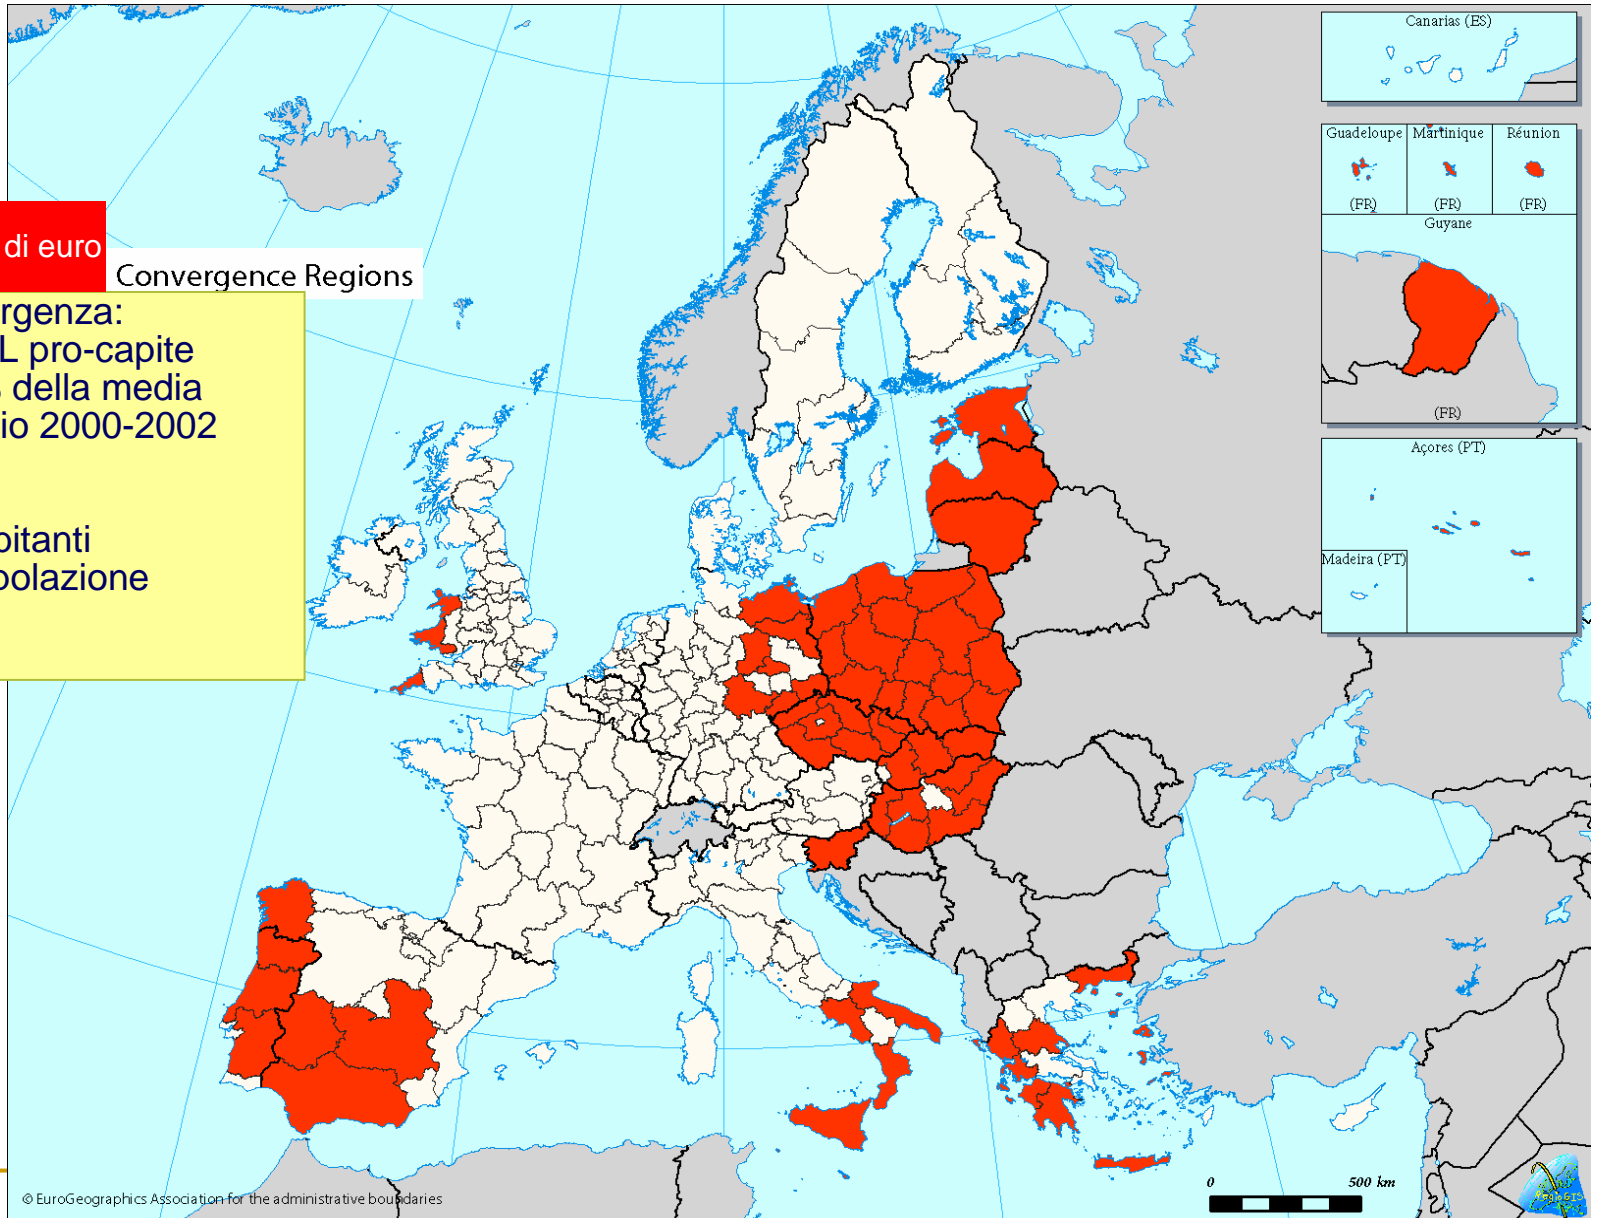 di euro
Convergence Regions
rgenza:
L pro-capite
della media
io 2000-2002
bitanti
polazione
Canarias (ES)
Guadeloupe
Martinique
Réunion
(FR)
(FR)
(FR)
Guyane
(FR)
Açores (PT)
Madeira (PT)
0
500 km
© EuroGeographics Association for the administrative boundaries
RegioGIS